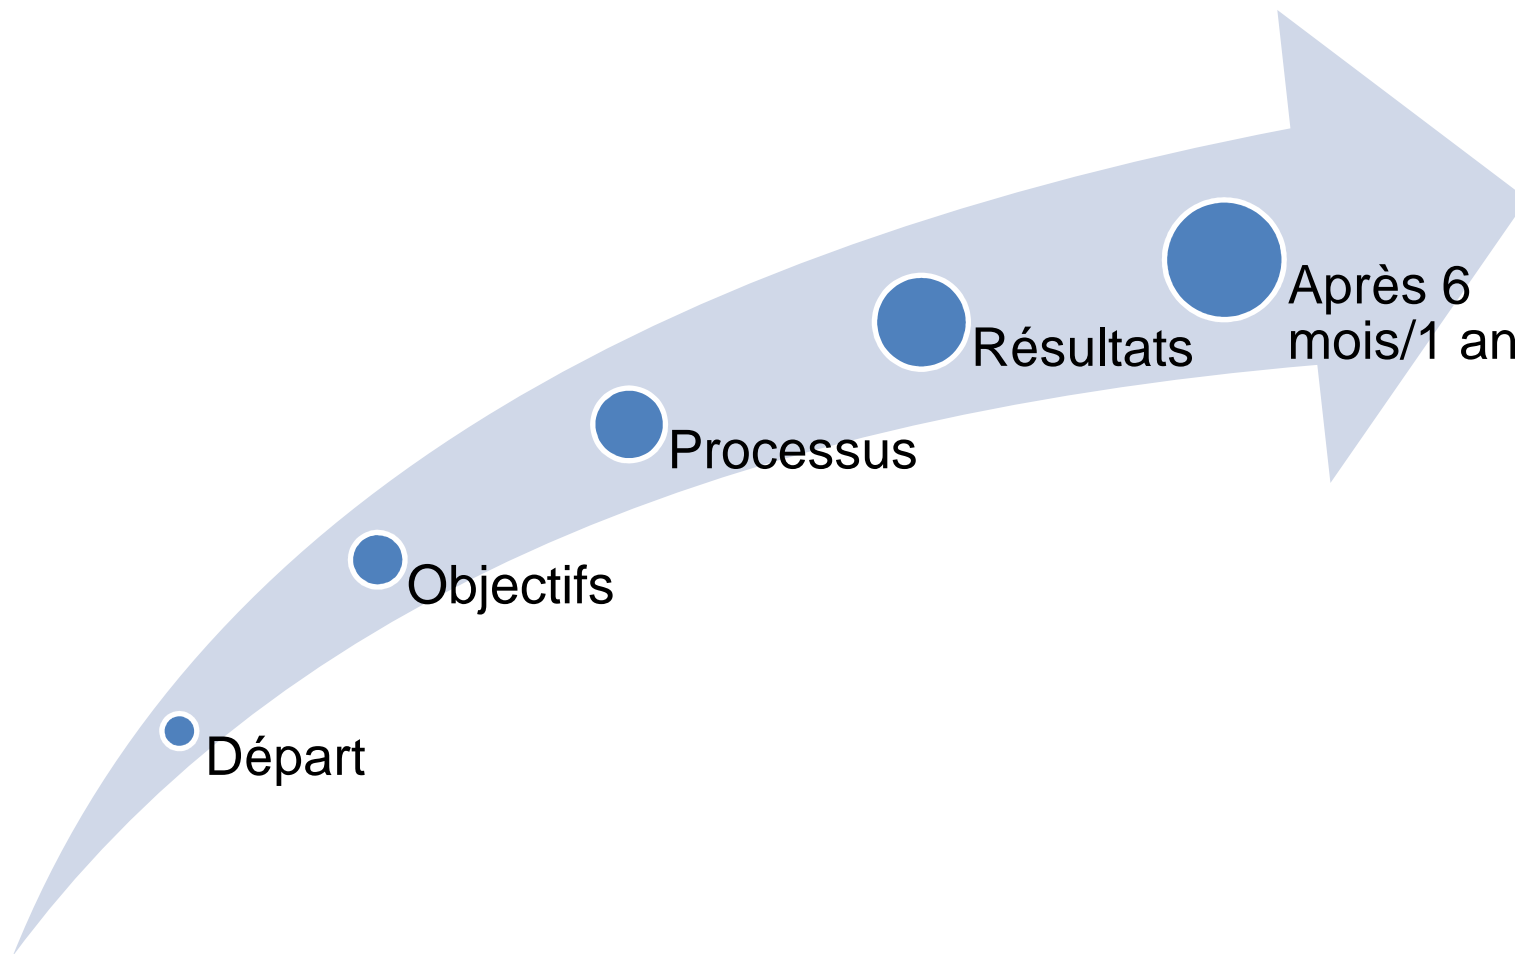 Départ
Objectifs
Processus
Résultats
Après 6
mois/1 an